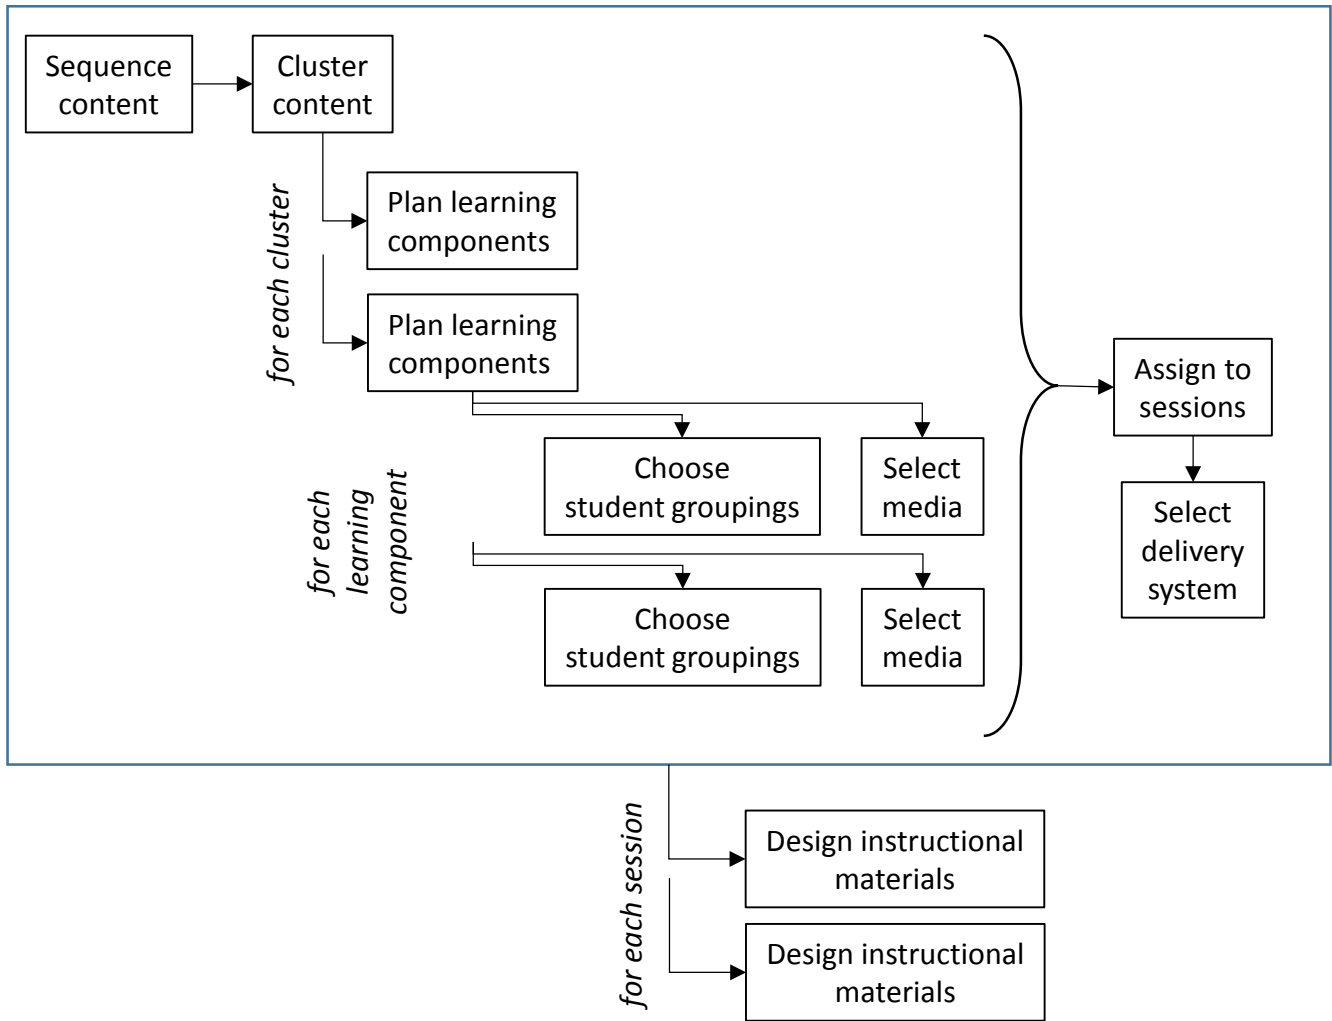 Sequence
content
Cluster
content
for each cluster
Plan learning
components
Plan learning
components
for each
learning
component
Choose
student groupings
Select
media
Choose
student groupings
Select
media
Assign to
sessions
Select
delivery
system
for each session
Design instructional
materials
Design instructional
materials